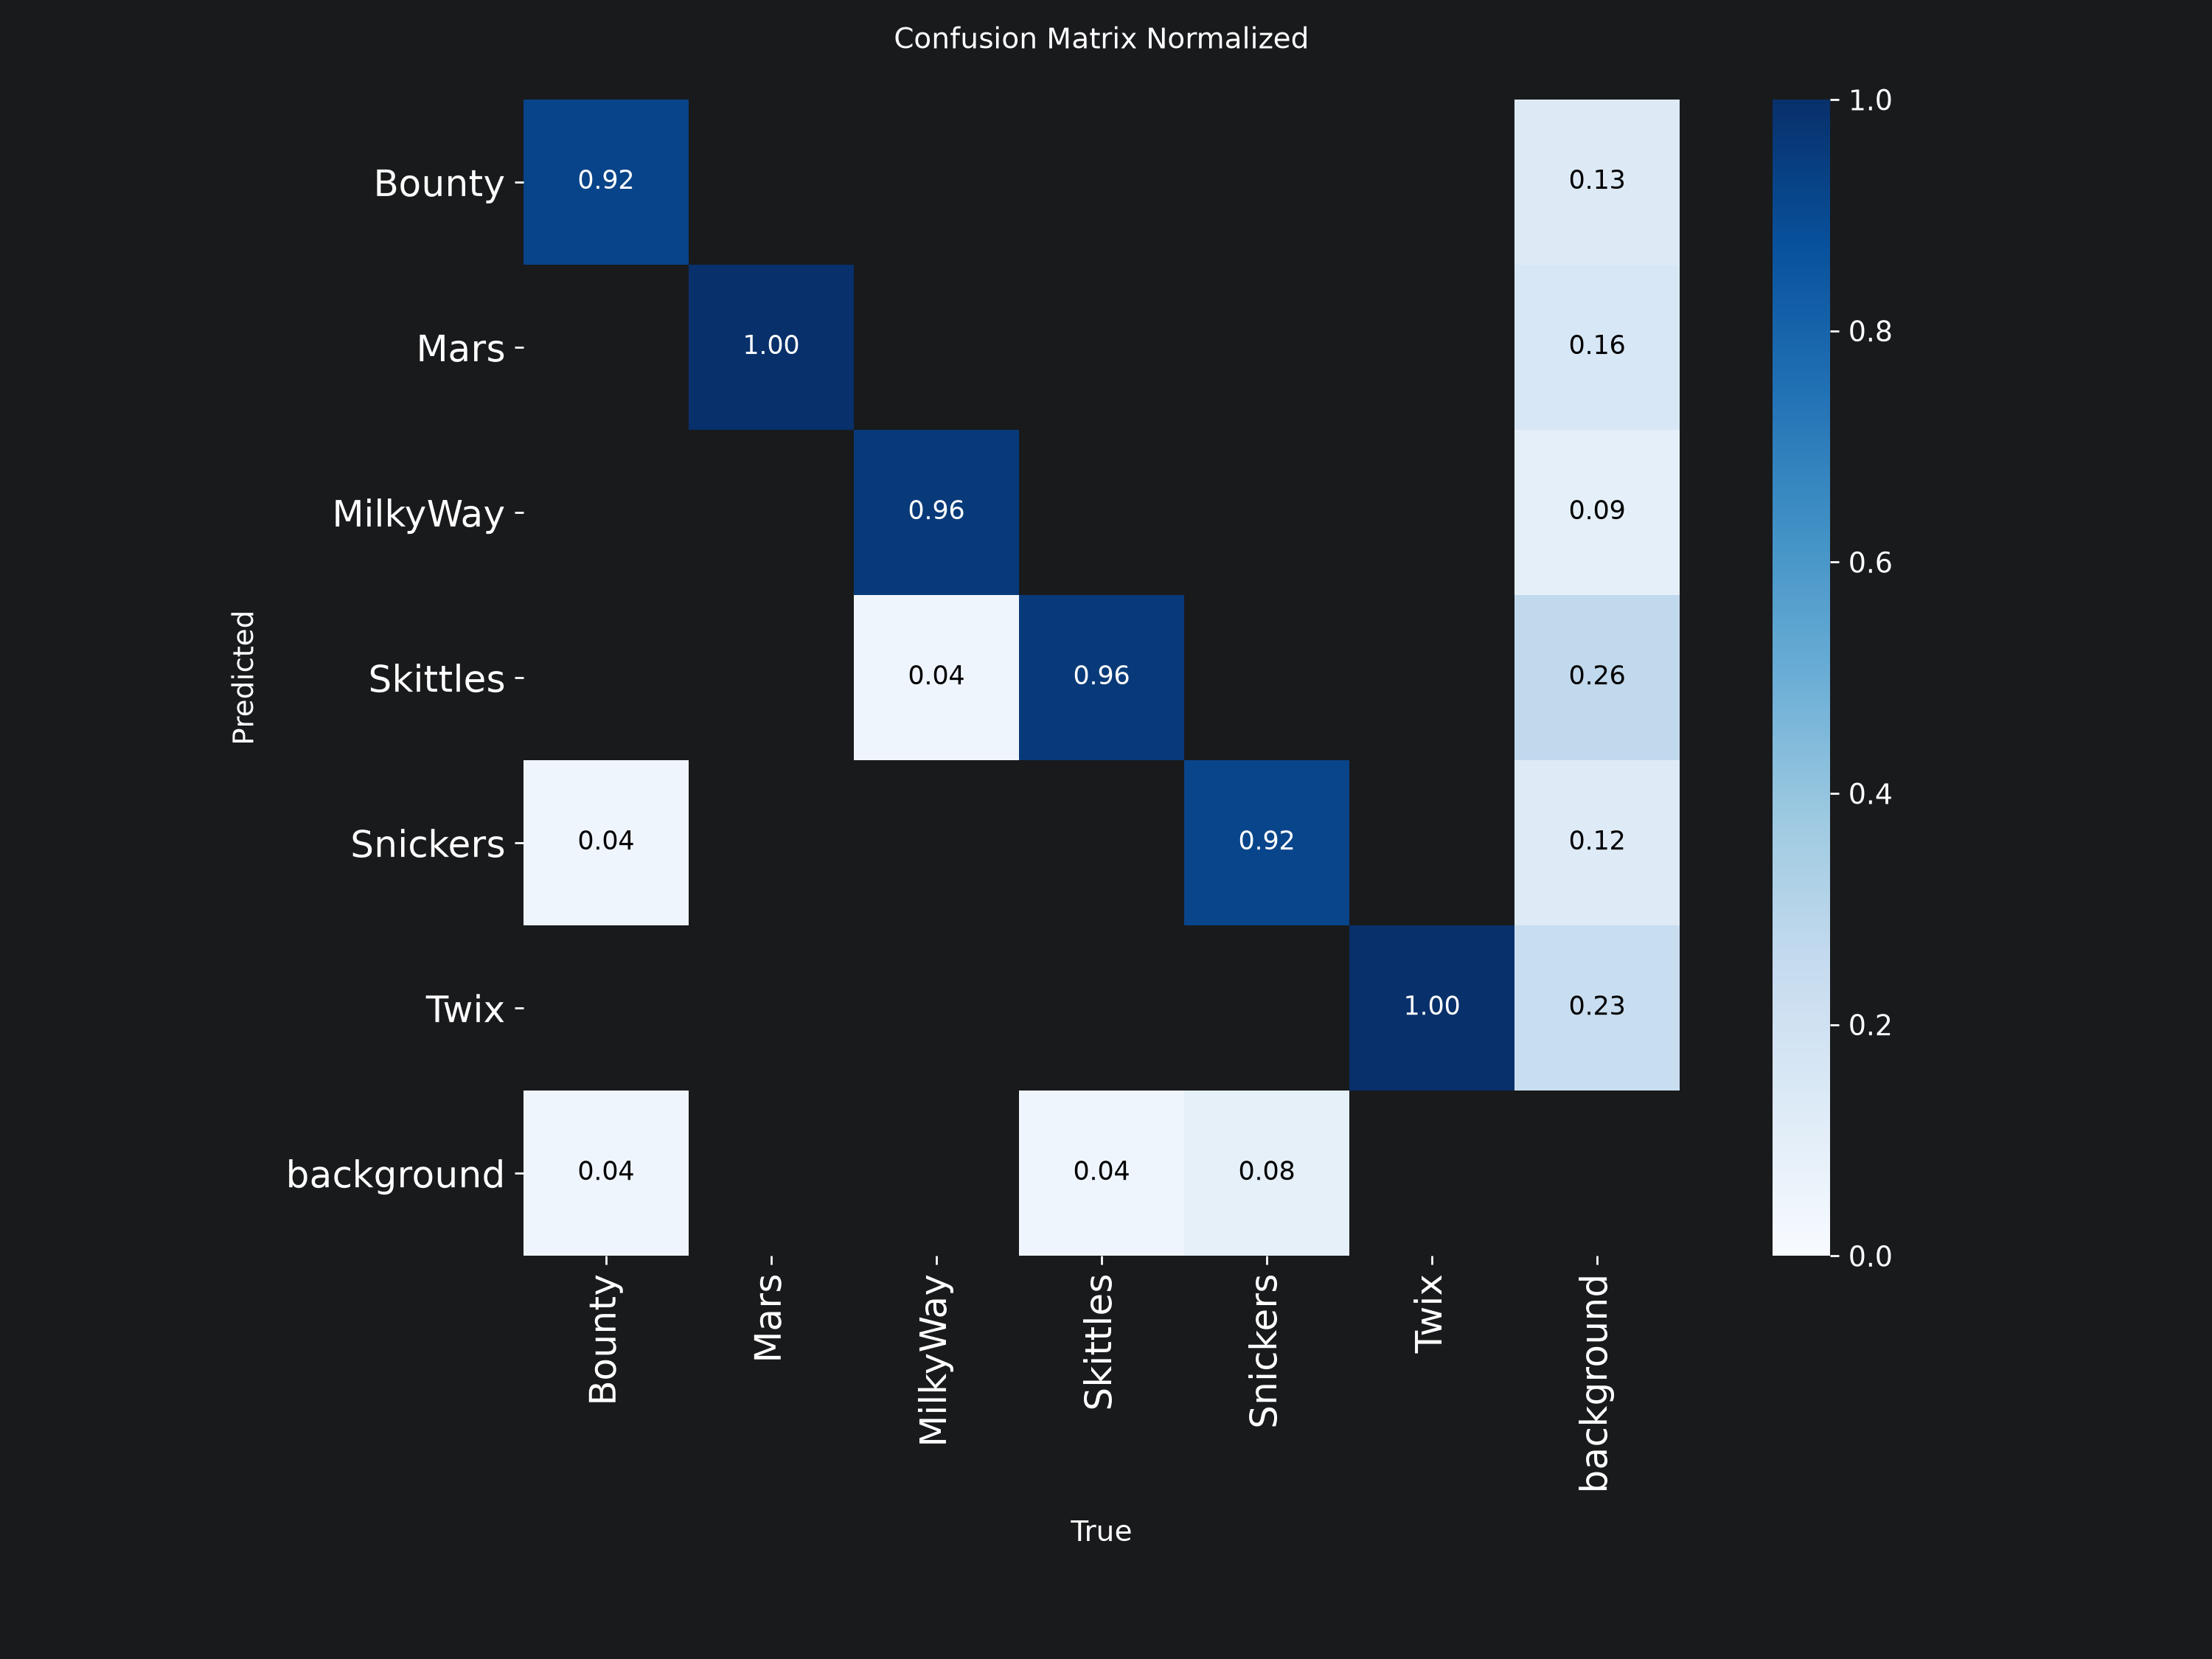 Confusion Matrix Normalized
1.0
Bounty 0.92 0.13
0.8
Mars 1.00 0.16
MilkyWay 0.96 0.09
0.6
Predicted
Skittles 0.04 0.96 0.26
0.4
Snickers 0.04 0.92 0.12
Twix 1.00 0.23
0.2
background 0.04 0.04 0.08
0.0
Bounty
Mars
MilkyWay
Skittles
Snickers
Twix
background
True